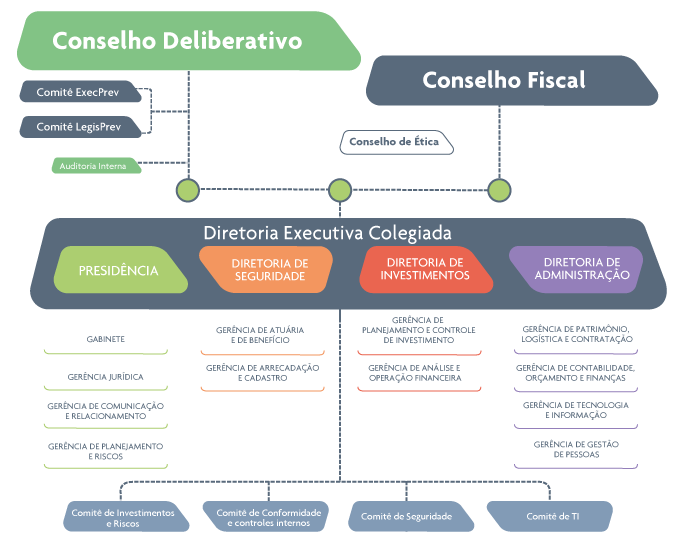 Conselho Deliberativo
Conselho Fiscal
Comitê ExecPrev
Comitê LegisPrev
Conselho de Ética
Auditoria Interna
Diretoria Executiva Colegiada
PRESIDÊNCIA
DIRETORIA DE
SEGURIDADE
DIRETORIA DE
INVESTIMENTOS
DIRETORIA DE
ADMINISTRAÇÃO
GABINETE
GERÊNCIA JURÍDICA
GERÊNCIA DE COMUNICAÇÃO
E RELACIONAMENTO
GERÊNCIA DE PLANEJAMENTO
E RISCOS
GERÊNCIA DE ATUÁRIA
E DE BENEFÍCIO
GERÊNCIA DE ARRECADAÇÃO
E CADASTRO
GERÊNCIA DE
PLANEJAMENTO E CONTROLE
DE INVESTIMENTO
GERÊNCIA DE ANÁLISE E
OPERAÇÃO FINANCEIRA
GERÊNCIA DE PATRIMÔNIO,
LOGÍSTICA E CONTRATAÇÃO
GERÊNCIA DE CONTABILIDADE,
ORÇAMENTO E FINANÇAS
GERÊNCIA DE TECNOLOGIA
E INFORMAÇÃO
GERÊNCIA DE GESTÃO
DE PESSOAS
Comitê de Investimentos
e Riscos
Comitê de Conformidade
e controles internos
Comitê de Seguridade
Comitê de TI